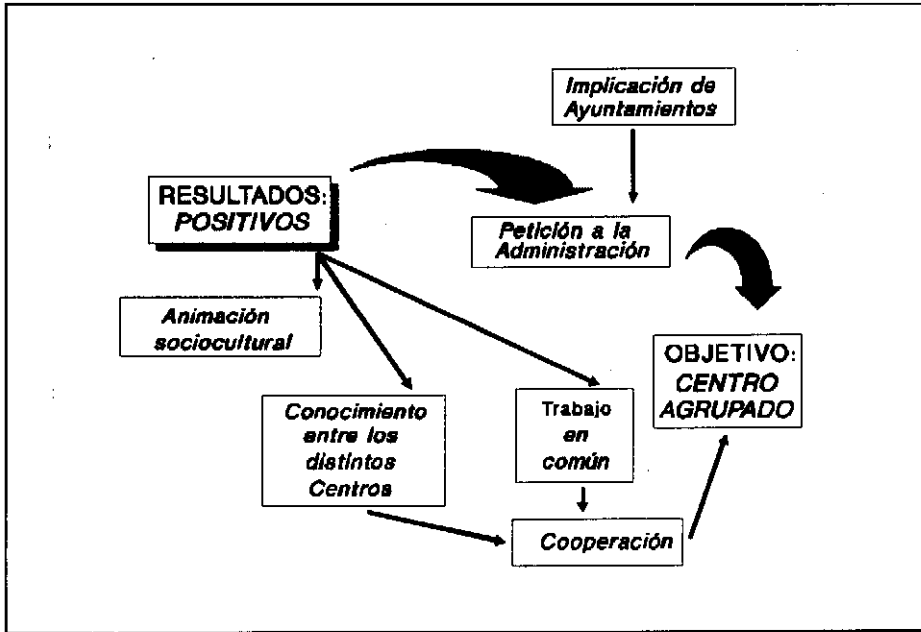 Implicación de
Ayuntamientos
RESULTADOS:
POSITIVOS
Petición a la
Administración
Animación
sociocultural
OBJETIVO:
CENTRO
AGRUPADO
Conocimiento
entre los
distintos
Centros
Trabajo
en
común
Cooperación